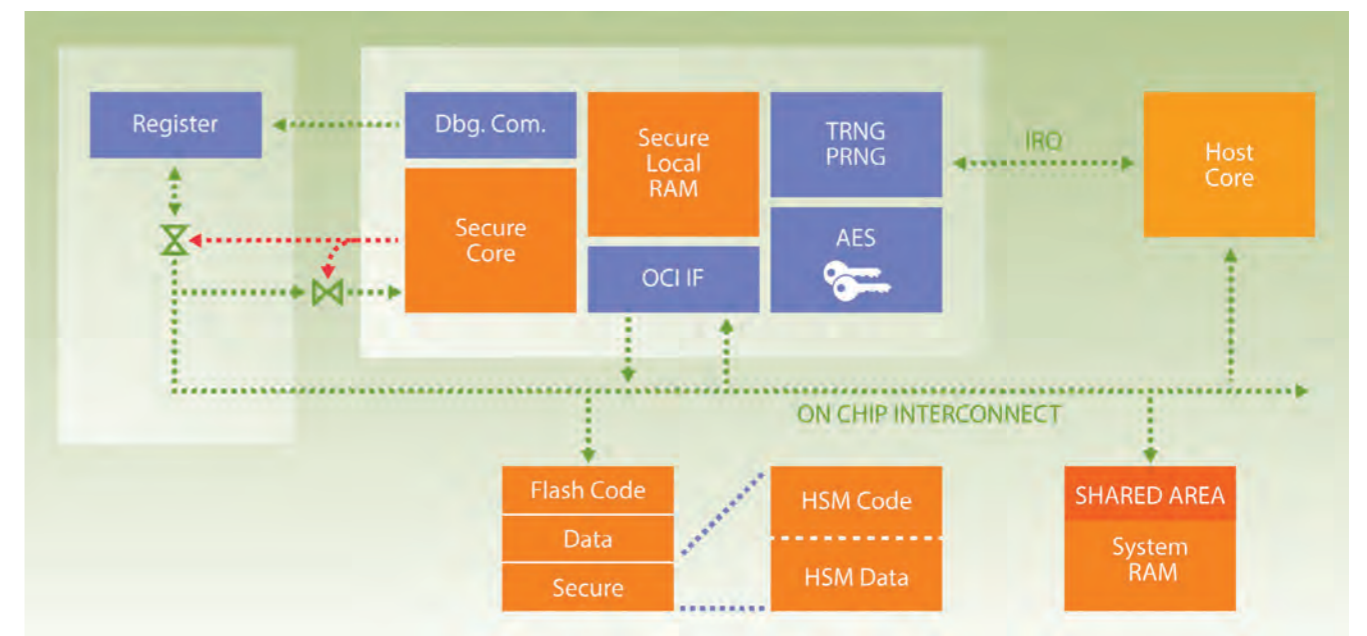 Register
Dbg. Com.
Secure
Core
Secure
Local
RAM
OCI IF
TRNG
PRNG
AES
IRQ
Host
Core
ON CHIP INTERCONNECT
Flash Code
Data
Secure
HSM Code
HSM Data
SHARED AREA
System
RAM